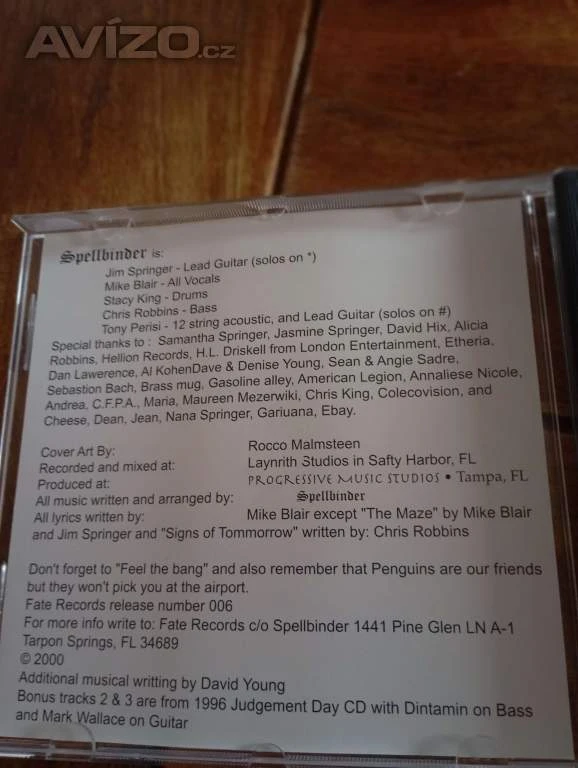 AVÍZO.cz
Spellbinder is:
Jim Springer - Lead Guitar (solos on *)
Mike Blair - All Vocals
Stacy King - Drums
Chris Robbins - Bass
Tony Perisi - 12 string acoustic, and Lead Guitar (solos on #)
Special thanks to : Samantha Springer, Jasmine Springer, David Hix, Alicia
Robbins, Hellion Records, H.L. Driskell from London Entertainment, Etheria,
Dan Lawerence, Al KohenDave & Denise Young, Sean & Angie Sadre,
Sebastion Bach, Brass mug, Gasoline alley, American Legion, Annaliese Nicole,
Andrea, C.F.P.A., Maria, Maureen Mezerwiki, Chris King, Colecovision, and
Cheese, Dean, Jean, Nana Springer, Gariuana, Ebay.
Cover Art By: Rocco Malmsteen
Recorded and mixed at: Laynrith Studios in Safty Harbor, FL
Produced at: PROGRESSIVE MUSIC STUDIOS • Tampa, FL
All music written and arranged by: Spellbinder
All lyrics written by: Mike Blair except "The Maze" by Mike Blair
and Jim Springer and "Signs of Tommorrow" written by: Chris Robbins
Don't forget to "Feel the bang" and also remember that Penguins are our friends
but they won't pick you at the airport.
Fate Records release number 006
For more info write to: Fate Records c/o Spellbinder 1441 Pine Glen LN A-1
Tarpon Springs, FL 34689
© 2000
Additional musical writting by David Young
Bonus tracks 2 & 3 are from 1996 Judgement Day CD with Dintamin on Bass
and Mark Wallace on Guitar